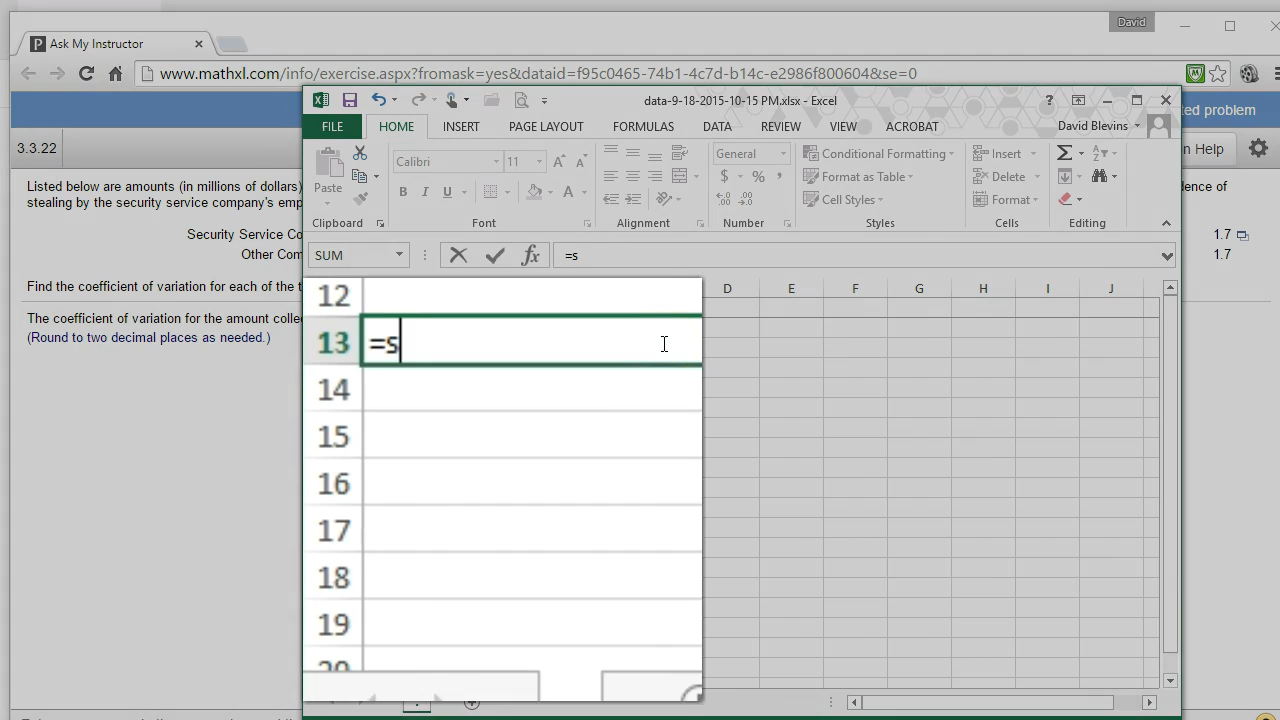 David
Ask My Instructor
www.mathxl.com/info/exercise.aspx?fromask=yes&dataid=f95c0465-74b1-4c7d-b14c-e2986f800604&se=0
data-9-18-2015-10-15 PM.xlsx - Excel
ted problem
FILE HOME INSERT PAGE LAYOUT FORMULAS DATA REVIEW VIEW ACROBAT David Blevins
3.3.22
n Help
Paste
Calibri 11
General
Conditional Formatting
Format as Table
Cell Styles
Insert
Delete
Format
Clipboard Font Alignment Number Styles Cells Editing
Listed below are amounts (in millions of dollars)
dence of
stealing by the security service company's emp
Security Service Co
1.7
Other Com
1.7
SUM =s
Find the coefficient of variation for each of the t
The coefficient of variation for the amount colle
(Round to two decimal places as needed.)
D E F G H I J
12
13 =s
14
15
16
17
18
19
20